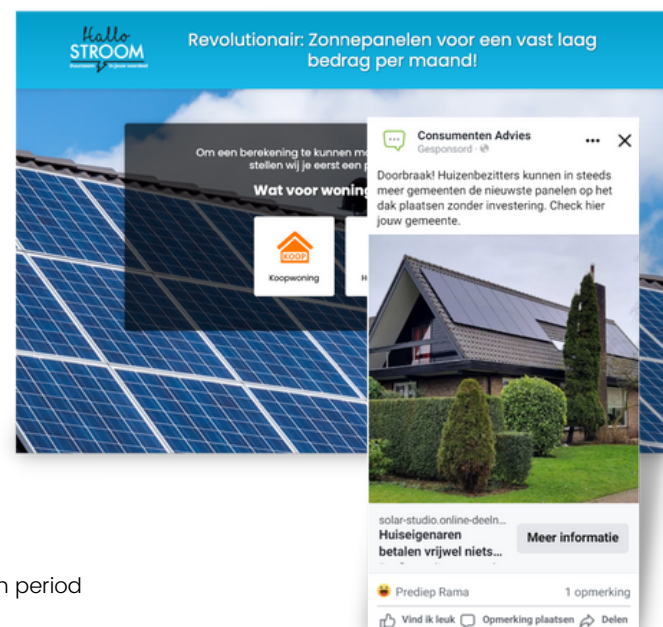 Hallo
STROOM
Revolutionair: Zonnepanelen voor een vast laag
bedrag per maand!
Om een berekening te kunnen
stellen wij je eerst een
Wat voor
KOOP
Koopwoning
Consumenten Advies
Gesponsord ·
Doorbraak! Huizenbezitters kunnen in steeds
meer gemeenten de nieuwste panelen op het
dak plaatsen zonder investering. Check hier
jouw gemeente.
solar-studio.online-deeln...
Huiseigenaren
betalen vrijwel niets...
Meer informatie
Prediep Rama
1 opmerking
Vind ik leuk
Opmerking plaatsen
Delen
period